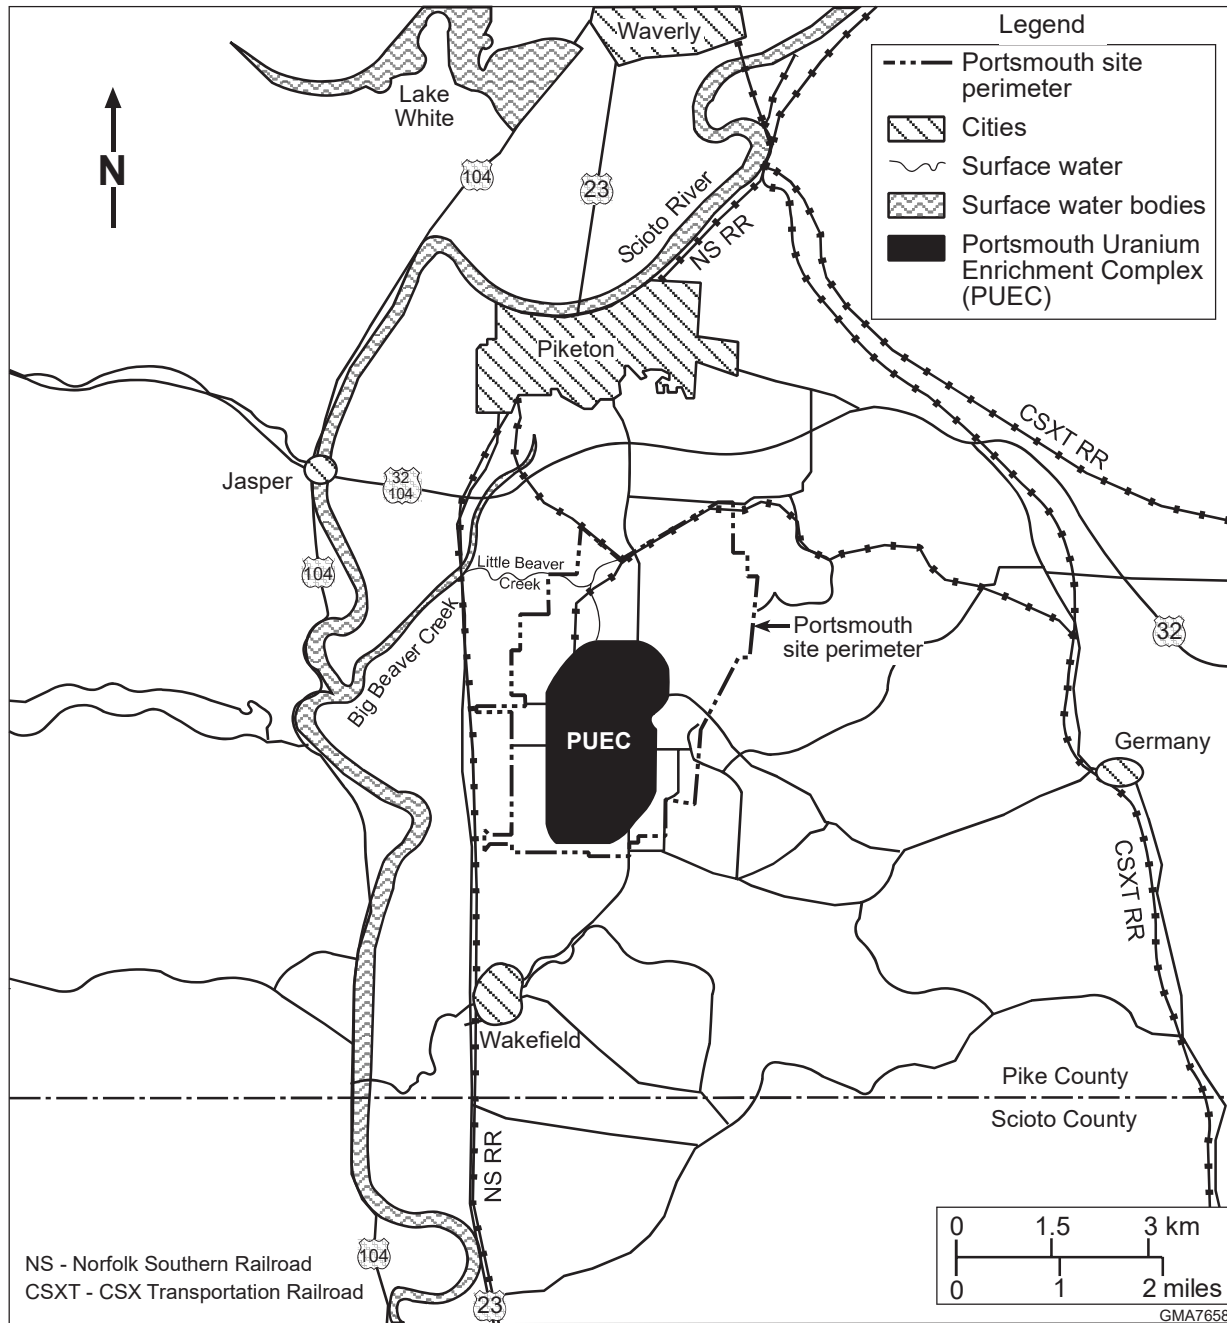 Waverly
Legend
Portsmouth site
perimeter
Cities
Surface water
Surface water bodies
Portsmouth Uranium
Enrichment Complex
(PUEC)
Lake
White
N
104
23
Scioto River
NS RR
Piketon
CSXT RR
Jasper
32
104
104
Little Beaver
Creek
Big Beaver Creek
Portsmouth
site perimeter
32
PUEC
Germany
CSXT RR
Wakefield
Pike County
Scioto County
NS RR
104
23
NS - Norfolk Southern Railroad
CSXT - CSX Transportation Railroad
0 1.5 3 km
0 1 2 miles
GMA7658